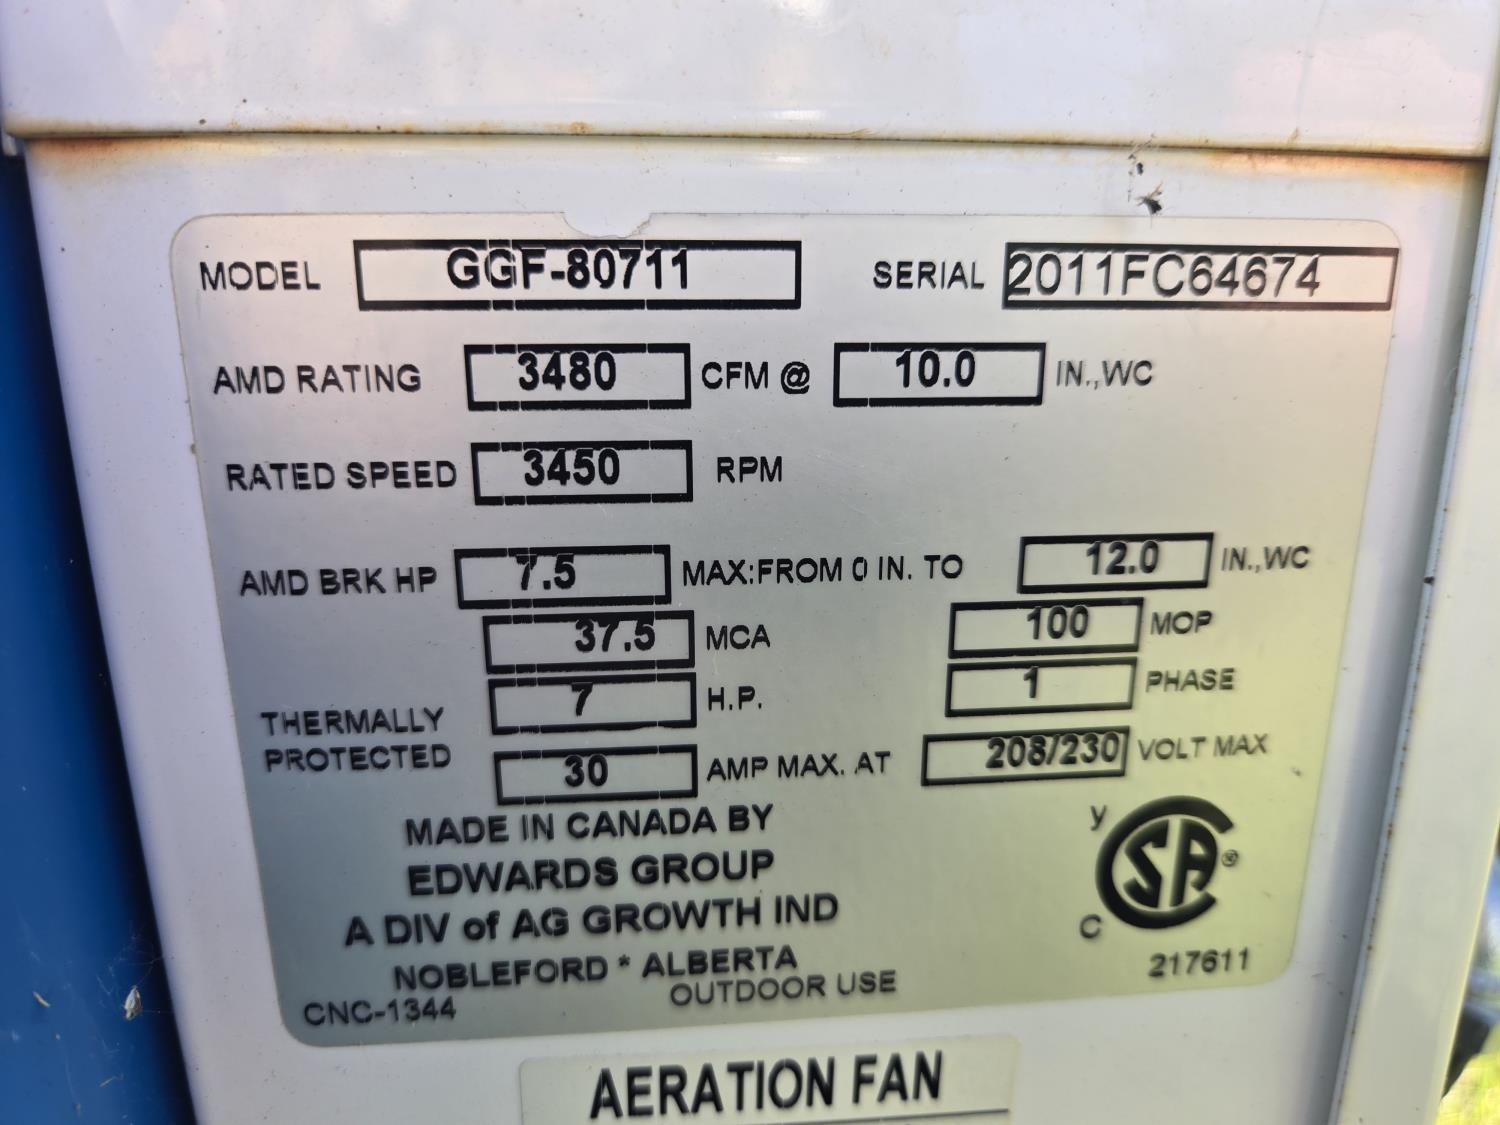 MODEL GGF-80711 SERIAL 2011FC64674
AMD RATING 3480 CFM @ 10.0 IN.,WC
RATED SPEED 3450 RPM
AMD BRK HP 7.5 MAX:FROM 0 IN. TO 12.0 IN.,WC
37.5 MCA 100 MOP
7 H.P. 1 PHASE
THERMALLY
PROTECTED 30 AMP MAX. AT 208/230 VOLT MAX
MADE IN CANADA BY
EDWARDS GROUP
A DIV of AG GROWTH IND
NOBLEFORD * ALBERTA
OUTDOOR USE
CNC-1344
y CSA ®
C
217611
AERATION FAN